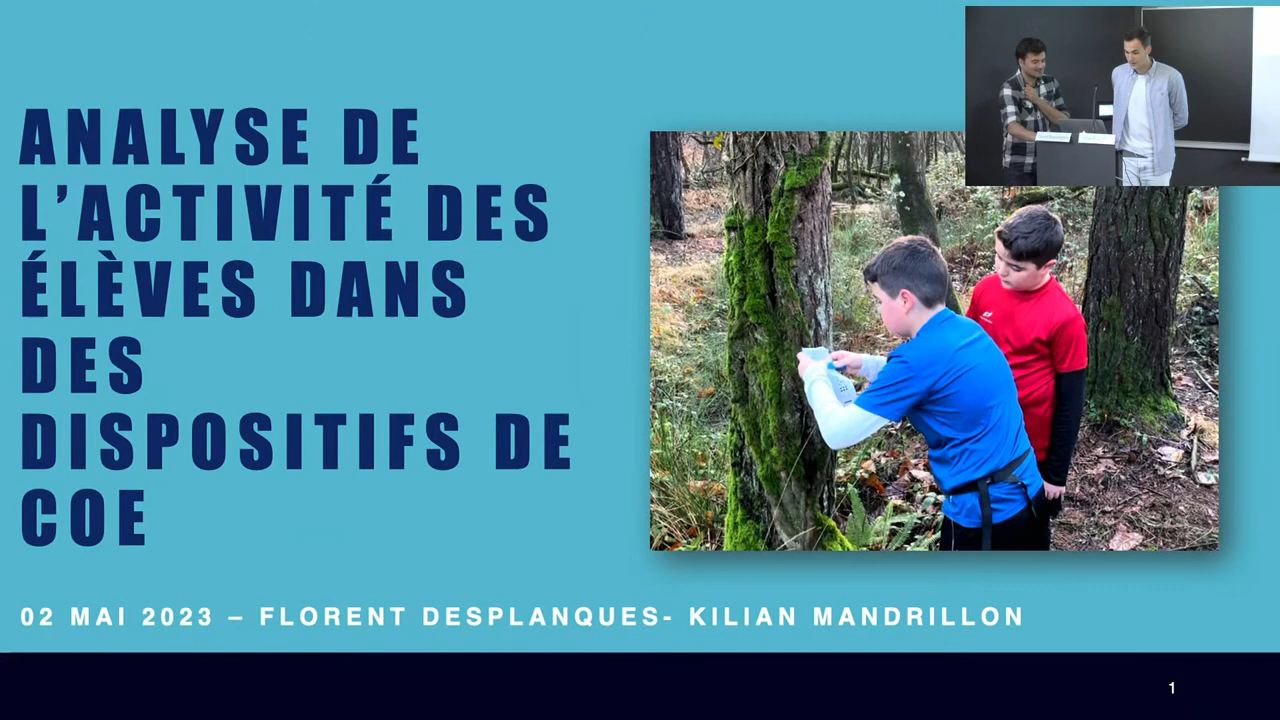 ANALYSE DE
L'ACTIVITÉ DES
ÉLÈVES DANS
DES
DISPOSITIFS DE
COE
02 MAI 2023 – FLORENT DESPLANQUES- KILIAN MANDRILLON
1